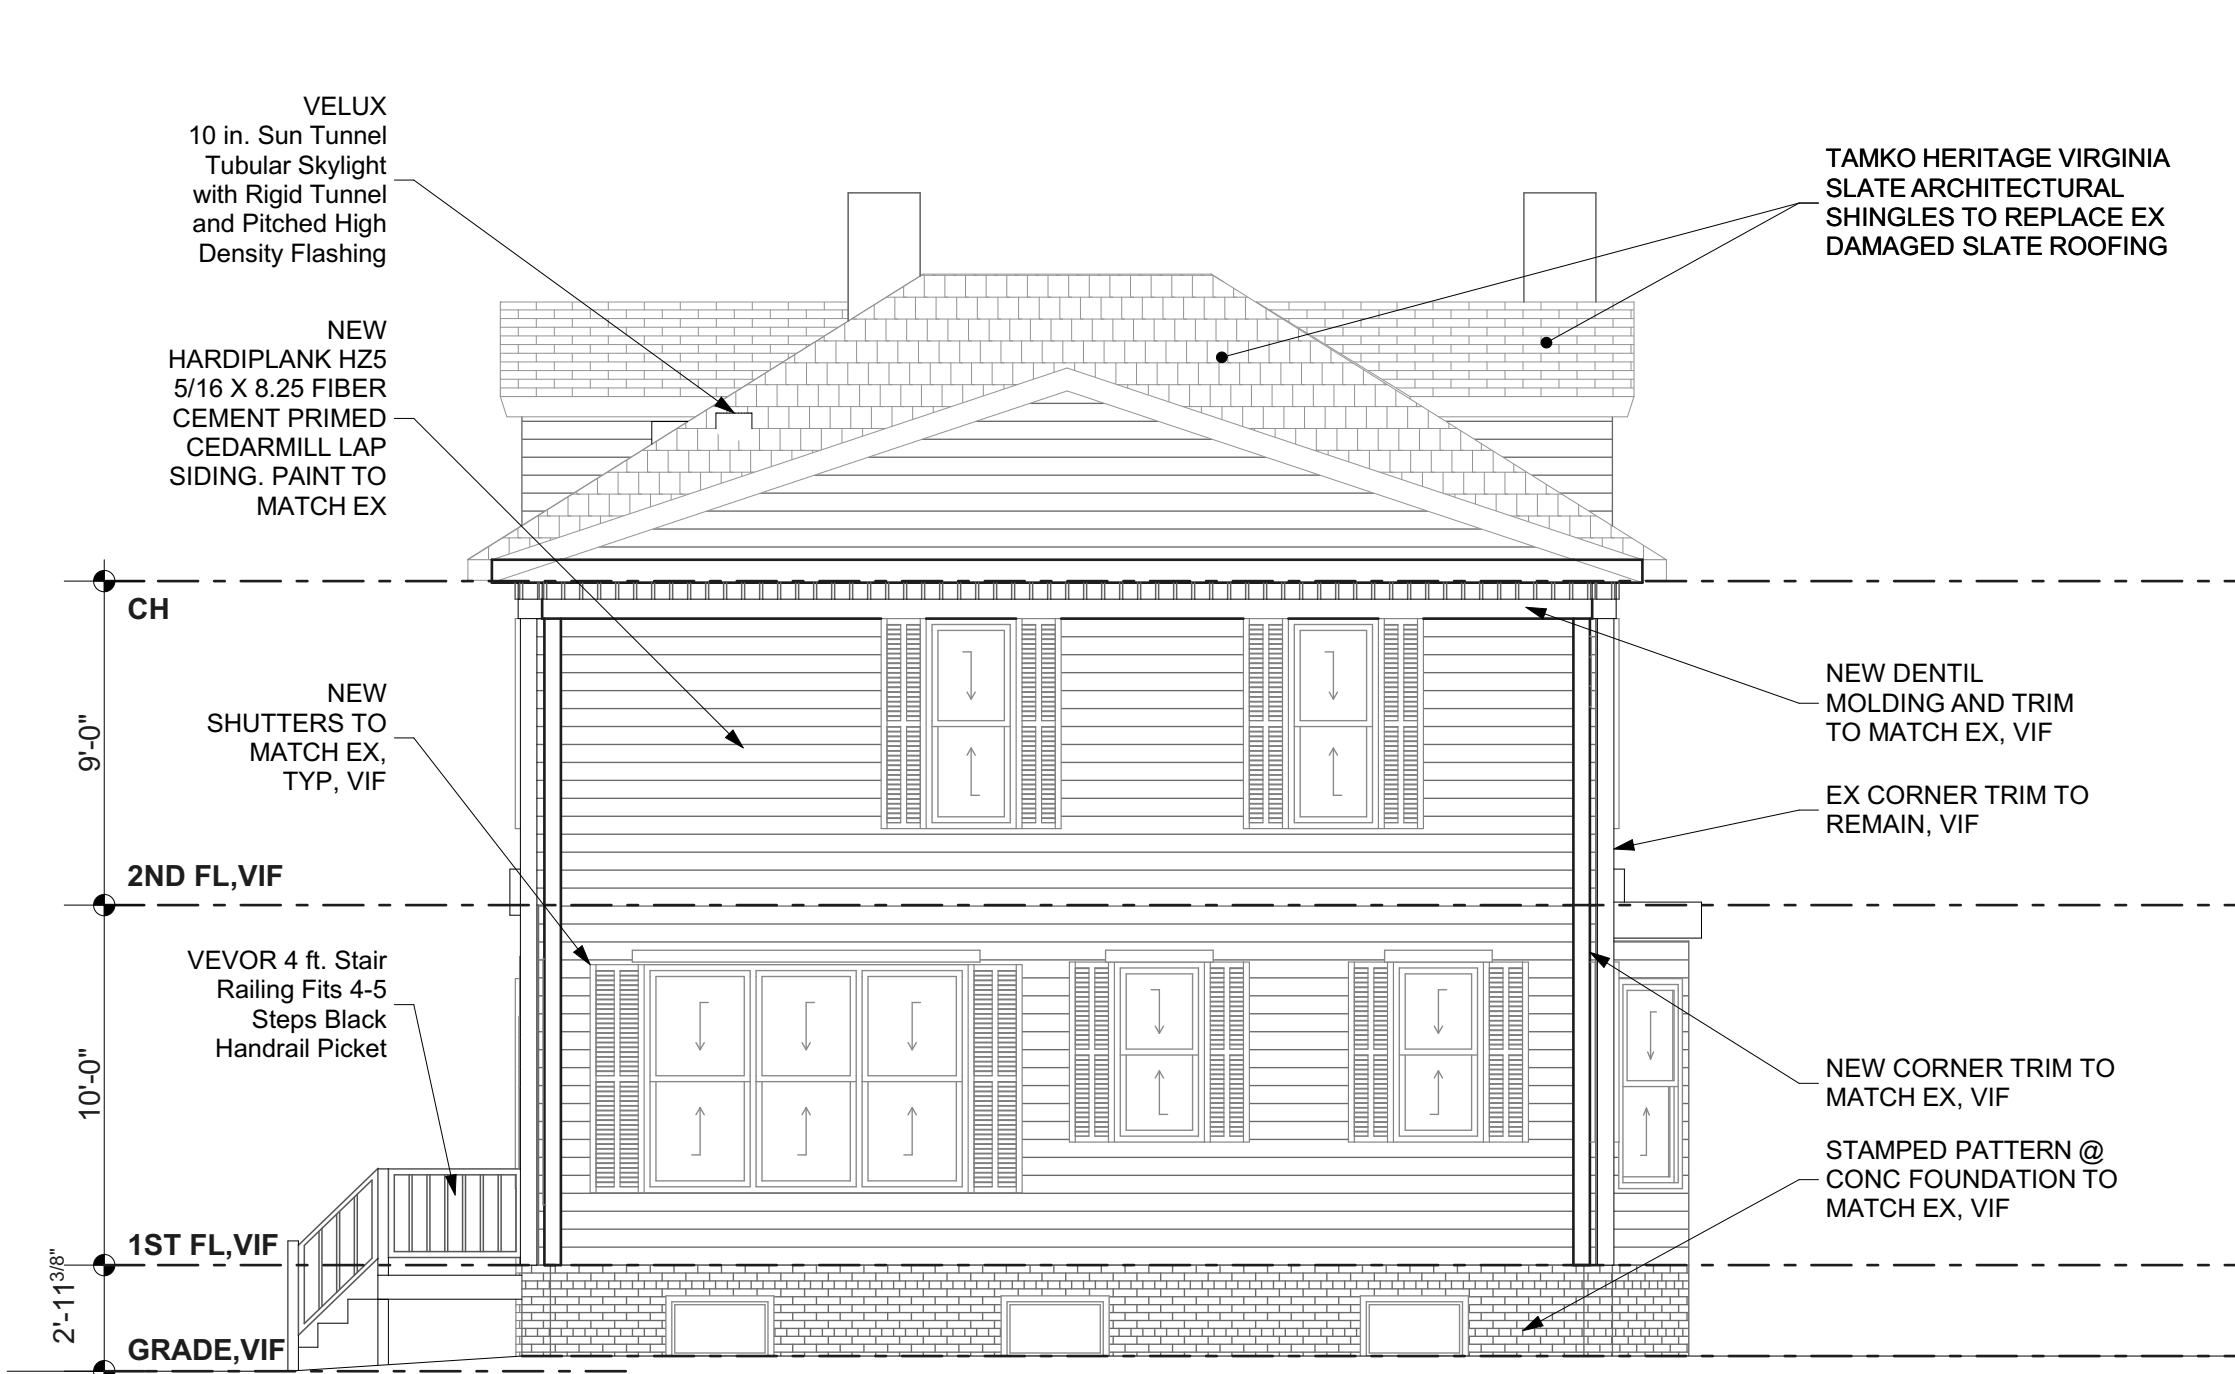 VELUX
10 in. Sun Tunnel
Tubular Skylight
with Rigid Tunnel
and Pitched High
Density Flashing
NEW
HARDIPLANK HZ5
5/16 X 8.25 FIBER
CEMENT PRIMED
CEDARMILL LAP
SIDING. PAINT TO
MATCH EX
CH
9'-0"
NEW
SHUTTERS TO
MATCH EX,
TYP, VIF
2ND FL,VIF
VEVOR 4 ft. Stair
Railing Fits 4-5
Steps Black
Handrail Picket
10'-0"
1ST FL,VIF
2'-11 3/8"
GRADE,VIF
TAMKO HERITAGE VIRGINIA
SLATE ARCHITECTURAL
SHINGLES TO REPLACE EX
DAMAGED SLATE ROOFING
NEW DENTIL
MOLDING AND TRIM
TO MATCH EX, VIF
EX CORNER TRIM TO
REMAIN, VIF
NEW CORNER TRIM TO
MATCH EX, VIF
STAMPED PATTERN @
CONC FOUNDATION TO
MATCH EX, VIF